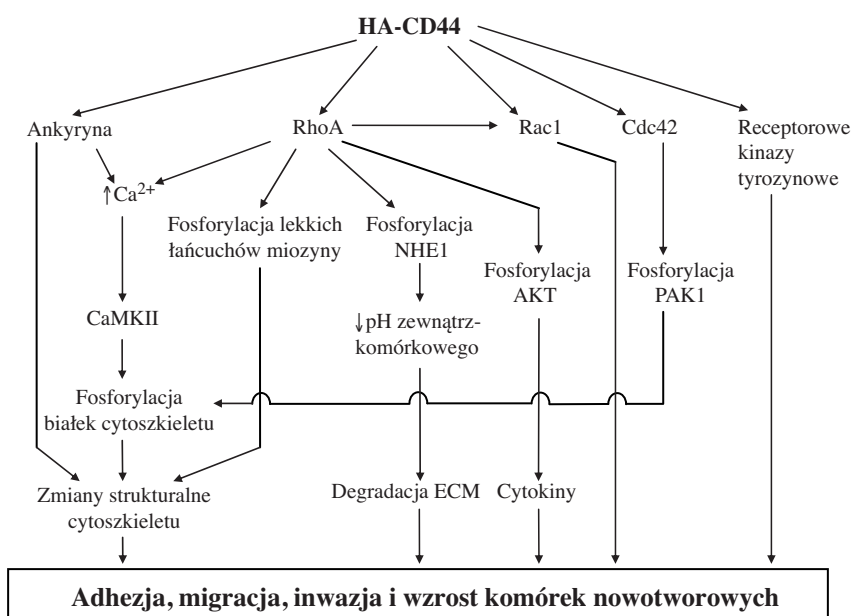 HA-CD44
Ankyryna
RhoA
Rac1
Cdc42
Receptorowe
kinazy
tyrozynowe
↑Ca²⁺
Fosforylacja lekkich
łańcuchów miozyny
Fosforylacja
NHE1
Fosforylacja
AKT
Fosforylacja
PAK1
CaMKII
↓pH zewnątrz-
komórkowego
Fosforylacja
białek cytoszkieletu
Zmiany strukturalne
cytoszkieletu
Degradacja ECM
Cytokiny
Adhezja, migracja, inwazja i wzrost komórek nowotworowych